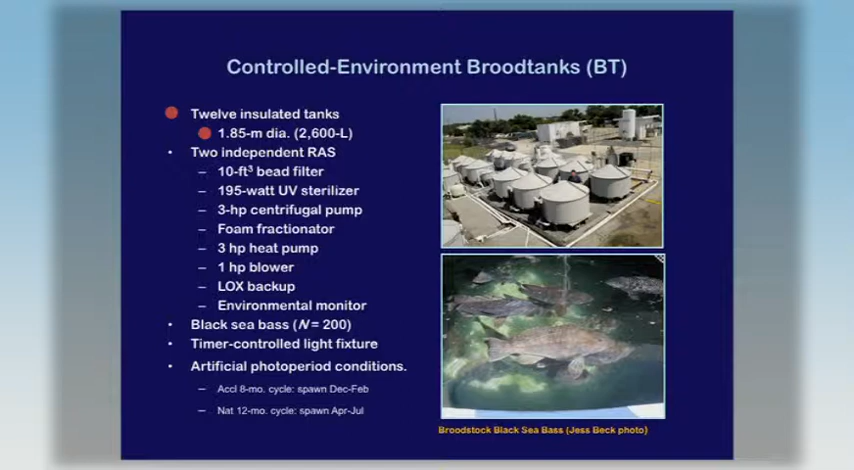 Controlled-Environment Broodtanks (BT)
Twelve insulated tanks
1.85-m dia. (2,600-L)
• Two independent RAS
– 10-ft³ bead filter
– 195-watt UV sterilizer
– 3-hp centrifugal pump
– Foam fractionator
– 3 hp heat pump
– 1 hp blower
– LOX backup
– Environmental monitor
• Black sea bass (N = 200)
• Timer-controlled light fixture
• Artificial photoperiod conditions.
– Accl 8-mo. cycle: spawn Dec-Feb
– Nat 12-mo. cycle: spawn Apr-Jul
Broodstock Black Sea Bass (Jess Beck photo)